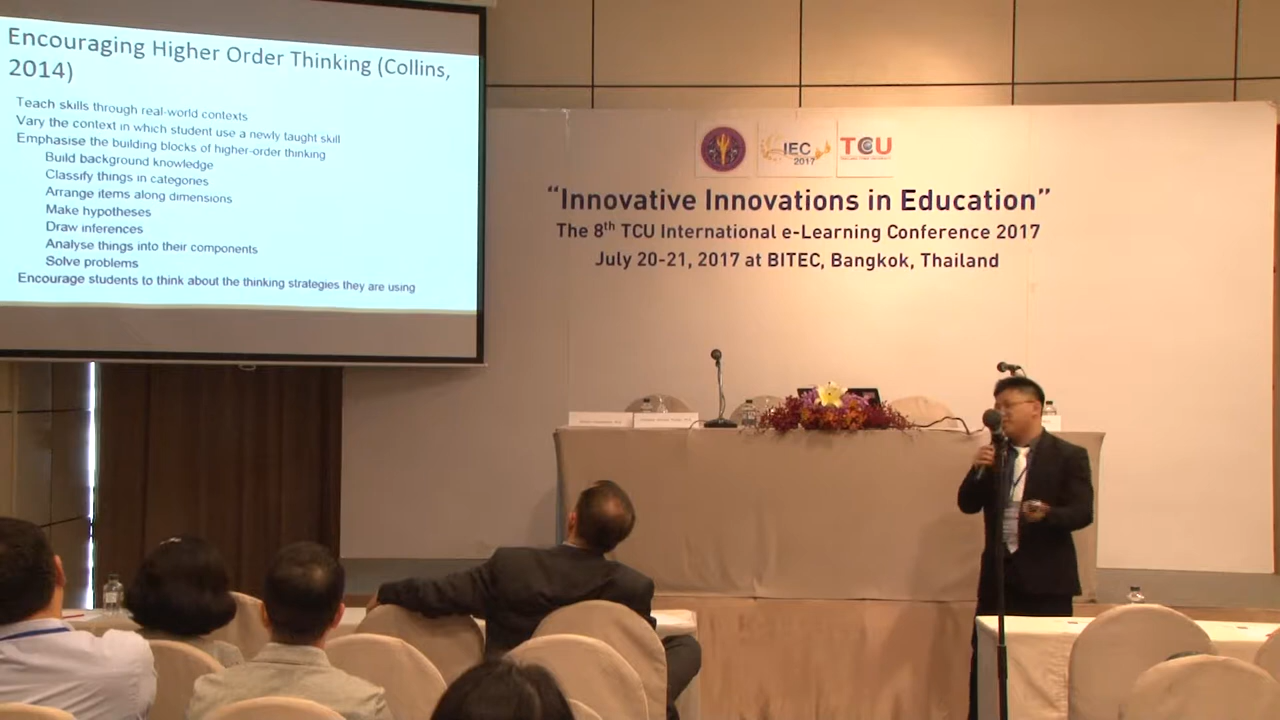 Encouraging Higher Order Thinking (Collins,
2014)
Teach skills through real-world contexts
Vary the context in which student use a newly taught skill
Emphasise the building blocks of higher-order thinking
Build background knowledge
Classify things in categories
Arrange items along dimensions
Make hypotheses
Draw inferences
Analyse things into their components
Solve problems
Encourage students to think about the thinking strategies they are using
IEC
2017
TCU
“Innovative Innovations in Education”
The 8th TCU International e-Learning Conference 2017
July 20-21, 2017 at BITEC, Bangkok, Thailand